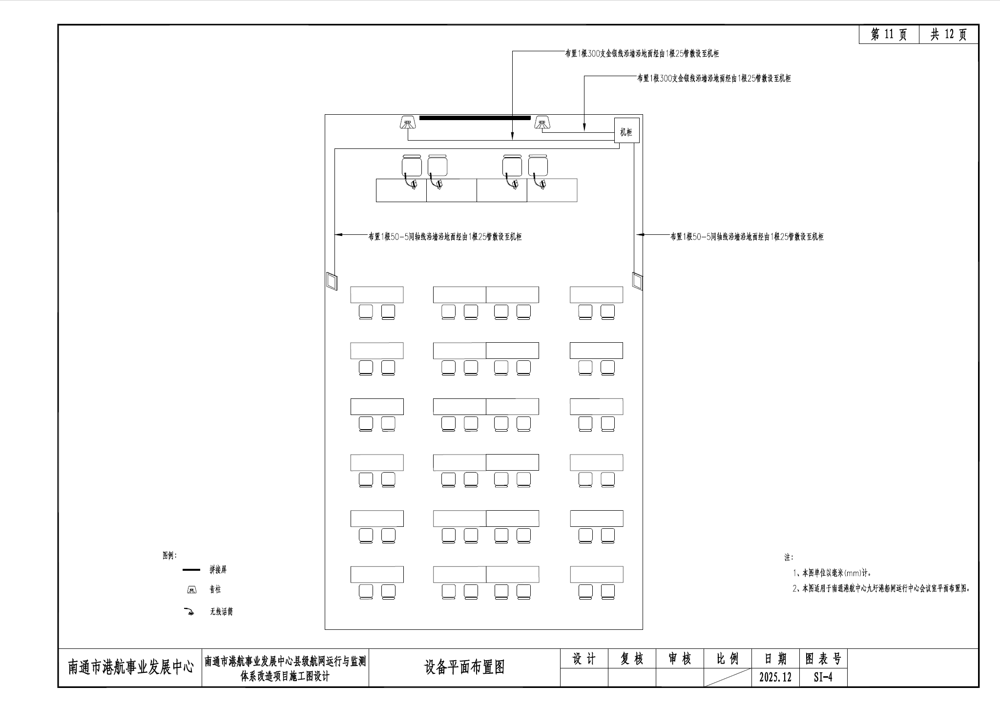 第 11 页 共 12 页
布置1根300支金银线沿墙沿地面经由1根25管敷设至机柜
布置1根300支金银线沿墙沿地面经由1根25管敷设至机柜
机柜
布置1根50-5同轴线沿墙沿地面经由1根25管敷设至机柜
布置1根50-5同轴线沿墙沿地面经由1根25管敷设至机柜
图例：
拼接屏
音柱
无线话筒
注：
1、本图单位以毫米(mm)计。
2、本图适用于南通港航中心九圩港船闸运行中心会议室平面布置图。
南通市港航事业发展中心
南通市港航事业发展中心县级航网运行与监测
体系改造项目施工图设计
设备平面布置图
设计 复核 审核 比例 日期 图表号
2025.12 SI-4